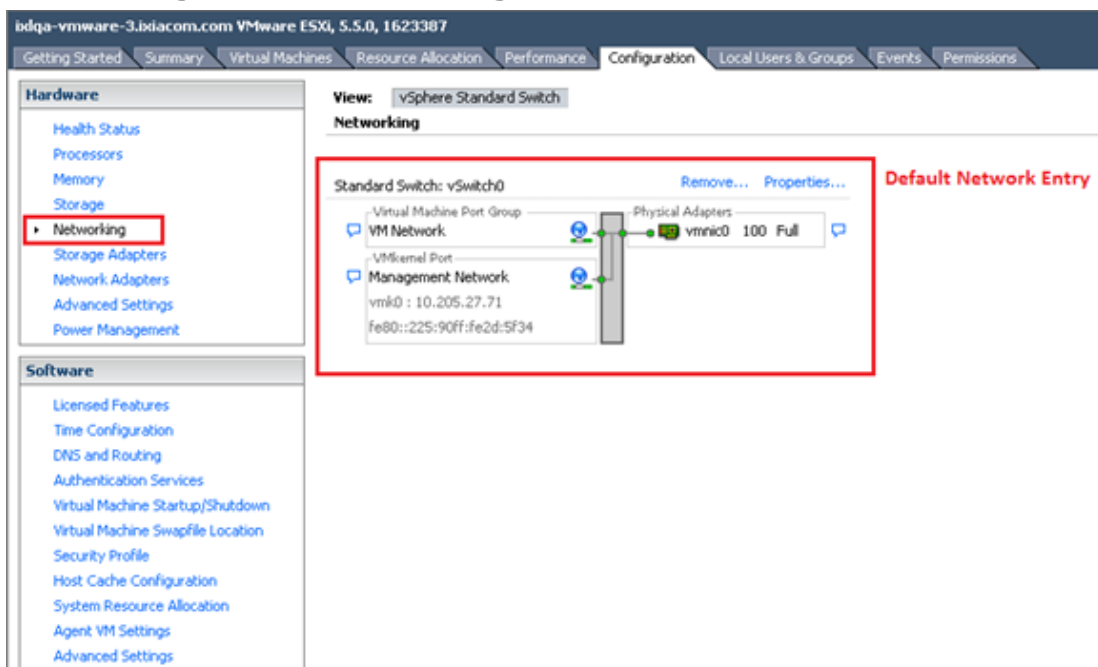 ixdqa-vmware-3.ixiacom.com VMware ESXi, 5.5.0, 1623387
Getting Started Summary Virtual Machines Resource Allocation Performance Configuration Local Users & Groups Events Permissions
Hardware
Health Status
Processors
Memory
Storage
Networking
Storage Adapters
Network Adapters
Advanced Settings
Power Management
Software
Licensed Features
Time Configuration
DNS and Routing
Authentication Services
Virtual Machine Startup/Shutdown
Virtual Machine Swapfile Location
Security Profile
Host Cache Configuration
System Resource Allocation
Agent VM Settings
Advanced Settings
View: vSphere Standard Switch
Networking
Standard Switch: vSwitch0 Remove... Properties...
Virtual Machine Port Group Physical Adapters
VM Network vmnic0 100 Full
VMkernel Port
Management Network
vmk0 : 10.205.27.71
fe80::225:90ff:fe2d:5f34
Default Network Entry